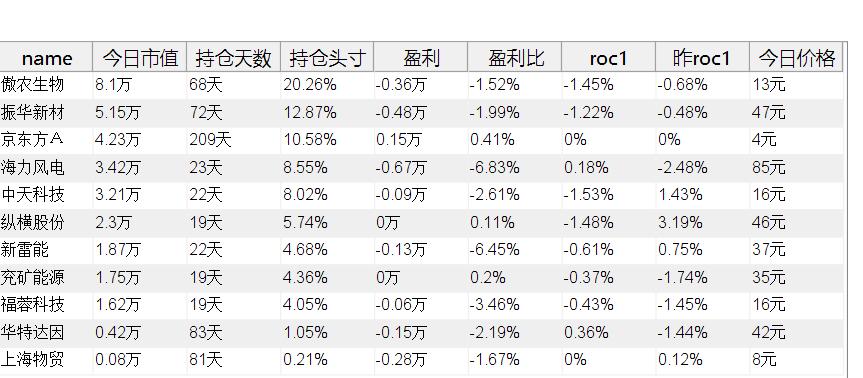 name 今日市值 持仓天数 持仓头寸 盈利 盈利比 roc1 昨roc1 今日价格
傲农生物 8.1万 68天 20.26% -0.36万 -1.52% -1.45% -0.68% 13元
振华新材 5.15万 72天 12.87% -0.48万 -1.99% -1.22% -0.48% 47元
京东方Ａ 4.23万 209天 10.58% 0.15万 0.41% 0% 0% 4元
海力风电 3.42万 23天 8.55% -0.67万 -6.83% 0.18% -2.48% 85元
中天科技 3.21万 22天 8.02% -0.09万 -2.61% -1.53% 1.43% 16元
纵横股份 2.3万 19天 5.74% 0万 0.11% -1.48% 3.19% 46元
新雷能 1.87万 22天 4.68% -0.13万 -6.45% -0.61% 0.75% 37元
兖矿能源 1.75万 19天 4.36% 0万 0.2% -0.37% -1.74% 35元
福蓉科技 1.62万 19天 4.05% -0.06万 -3.46% -0.43% -1.45% 16元
华特达因 0.42万 83天 1.05% -0.15万 -2.19% 0.36% -1.44% 42元
上海物贸 0.08万 81天 0.21% -0.28万 -1.67% 0% 0.12% 8元